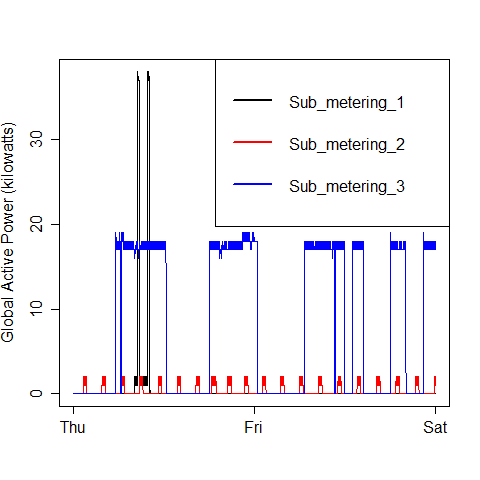 Global Active Power (kilowatts)
30
20
10
0
Sub_metering_1
Sub_metering_2
Sub_metering_3
Thu
Fri
Sat